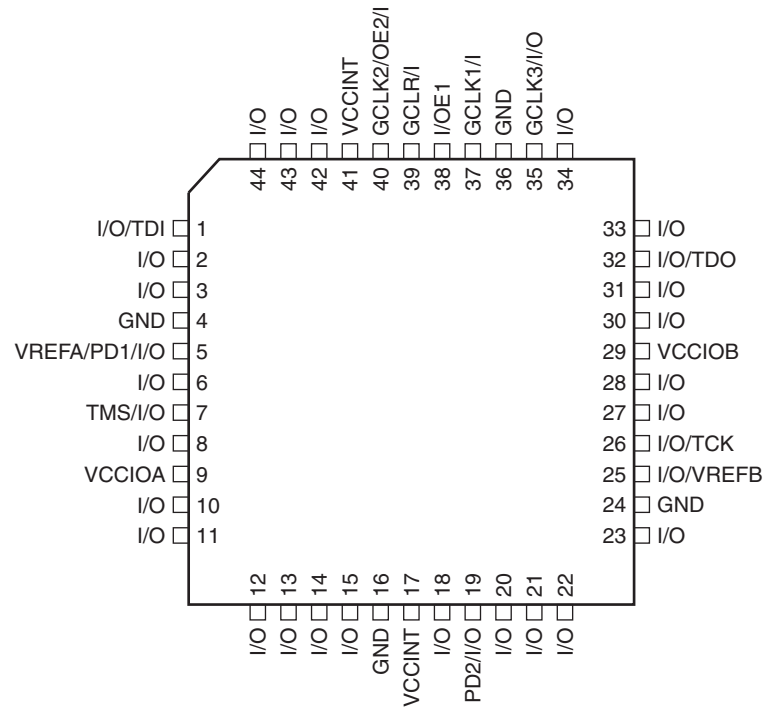 I/O
I/O
I/O
VCCINT
GCLK2/OE2/I
GCLR/I
I/OE1
GCLK1/I
GND
GCLK3/I/O
I/O
44
43
42
41
40
39
38
37
36
35
34
I/O/TDI 1
I/O 2
I/O 3
GND 4
VREFA/PD1/I/O 5
I/O 6
TMS/I/O 7
I/O 8
VCCIOA 9
I/O 10
I/O 11
33 I/O
32 I/O/TDO
31 I/O
30 I/O
29 VCCIOB
28 I/O
27 I/O
26 I/O/TCK
25 I/O/VREFB
24 GND
23 I/O
12
13
14
15
16
17
18
19
20
21
22
I/O
I/O
I/O
I/O
GND
VCCINT
I/O
PD2/I/O
I/O
I/O
I/O